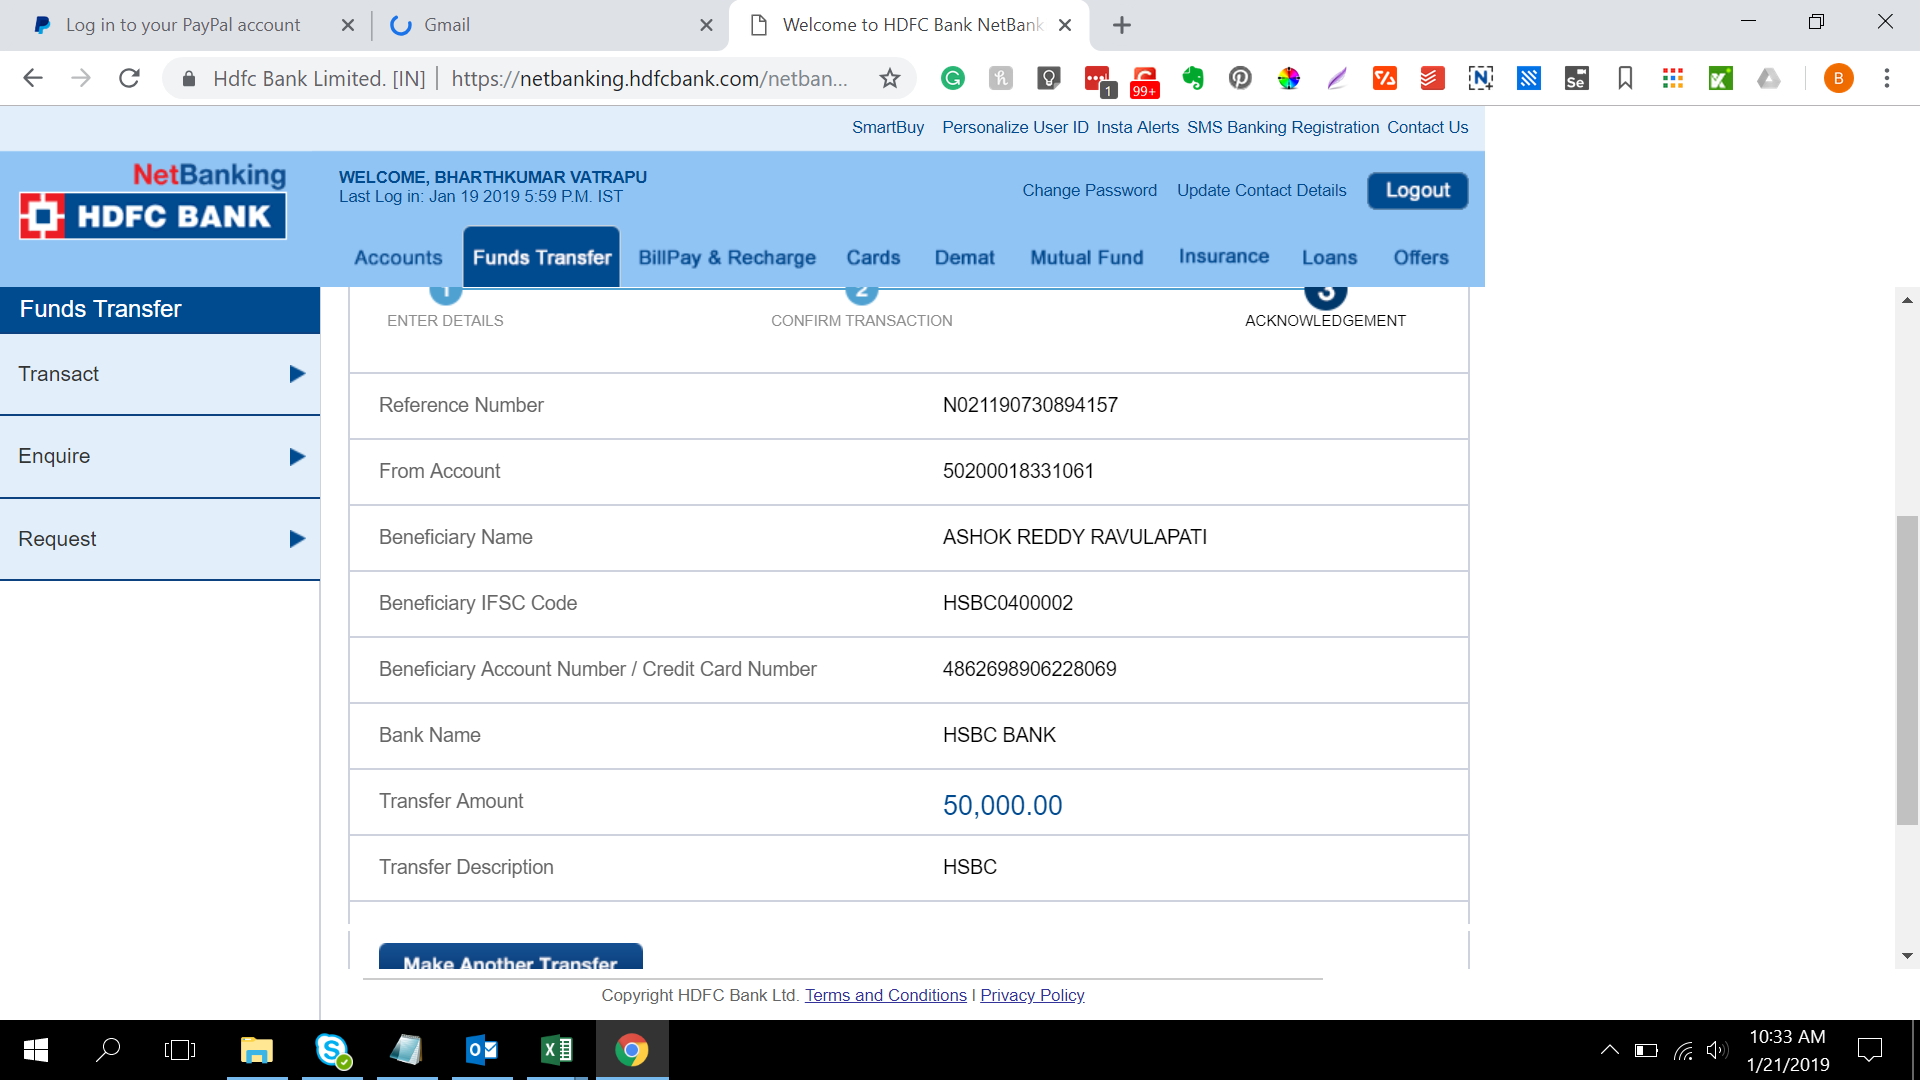 Log in to your PayPal account
Gmail
Welcome to HDFC Bank NetBank
Hdfc Bank Limited. [IN] | https://netbanking.hdfcbank.com/netban...
1
99+
Se
B
SmartBuy Personalize User ID Insta Alerts SMS Banking Registration Contact Us
NetBanking
HDFC BANK
WELCOME, BHARTHKUMAR VATRAPU
Last Log in: Jan 19 2019 5:59 P.M. IST
Change Password Update Contact Details Logout
Accounts Funds Transfer BillPay & Recharge Cards Demat Mutual Fund Insurance Loans Offers
Funds Transfer
Transact
Enquire
Request
1 2 3
ENTER DETAILS CONFIRM TRANSACTION ACKNOWLEDGEMENT
Reference Number N021190730894157
From Account 50200018331061
Beneficiary Name ASHOK REDDY RAVULAPATI
Beneficiary IFSC Code HSBC0400002
Beneficiary Account Number / Credit Card Number 4862698906228069
Bank Name HSBC BANK
Transfer Amount 50,000.00
Transfer Description HSBC
Make Another Transfer
Copyright HDFC Bank Ltd. Terms and Conditions | Privacy Policy
10:33 AM
1/21/2019